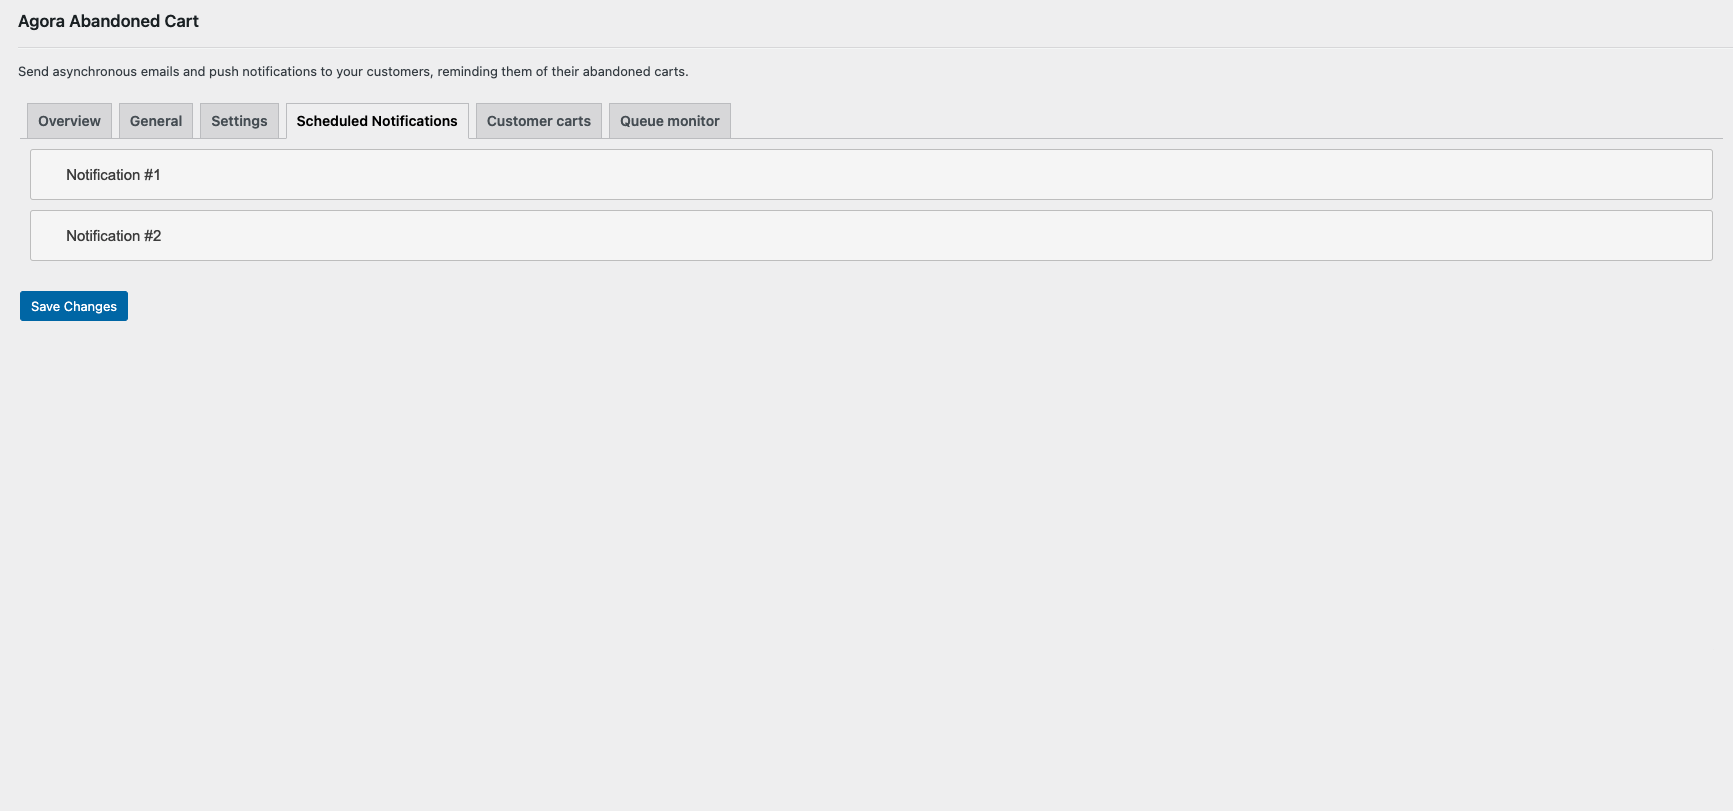 Agora Abandoned Cart
Send asynchronous emails and push notifications to your customers, reminding them of their abandoned carts.
Overview General Settings Scheduled Notifications Customer carts Queue monitor
Notification #1
Notification #2
Save Changes